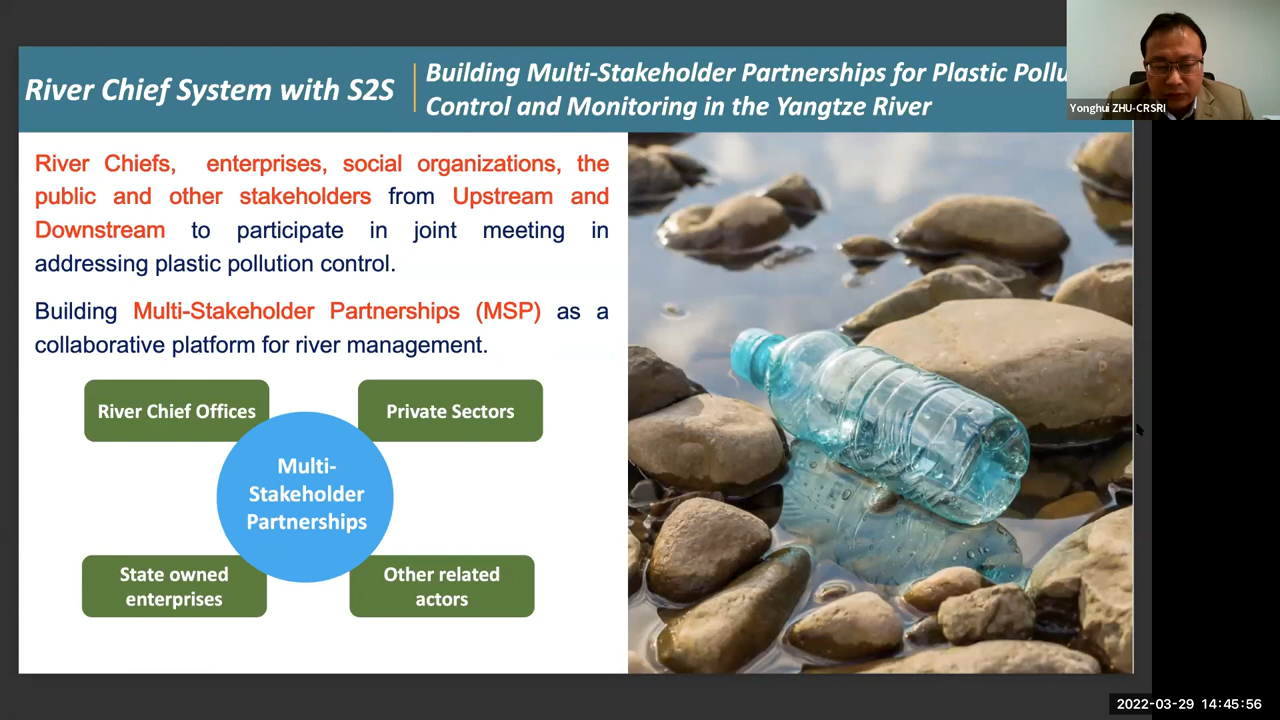 River Chief System with S2S
Building Multi-Stakeholder Partnerships for Plastic Pollu
Control and Monitoring in the Yangtze River
Yonghui ZHU-CRSRI
River Chiefs, enterprises, social organizations, the
public and other stakeholders from Upstream and
Downstream to participate in joint meeting in
addressing plastic pollution control.
Building Multi-Stakeholder Partnerships (MSP) as a
collaborative platform for river management.
River Chief Offices
Private Sectors
Multi-
Stakeholder
Partnerships
State owned
enterprises
Other related
actors
2022-03-29 14:45:56